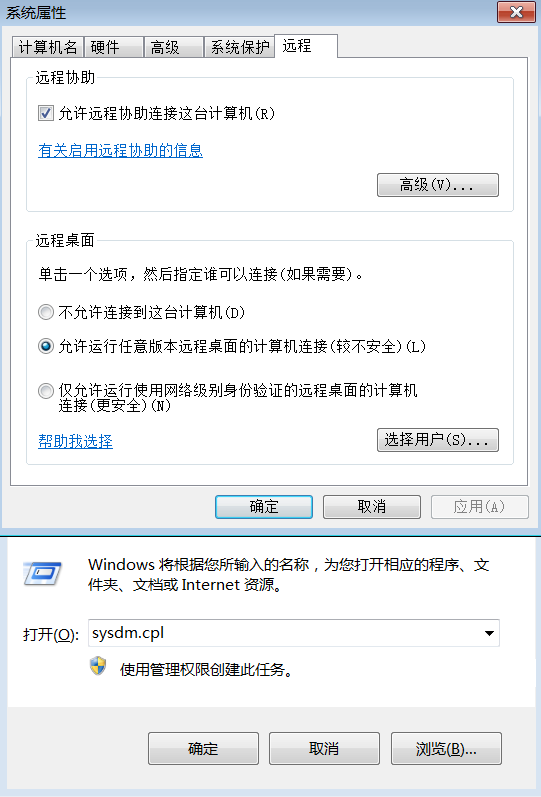 系统属性
计算机名 硬件 高级 系统保护 远程
远程协助
允许远程协助连接这台计算机(R)
有关启用远程协助的信息
高级(V)...
远程桌面
单击一个选项，然后指定谁可以连接(如果需要)。
不允许连接到这台计算机(D)
允许运行任意版本远程桌面的计算机连接(较不安全)(L)
仅允许运行使用网络级别身份验证的远程桌面的计算机
连接(更安全)(N)
帮助我选择
选择用户(S)...
确定 取消 应用(A)
Windows 将根据您所输入的名称，为您打开相应的程序、文
件夹、文档或 Internet 资源。
打开(O): sysdm.cpl
使用管理权限创建此任务。
确定 取消 浏览(B)...